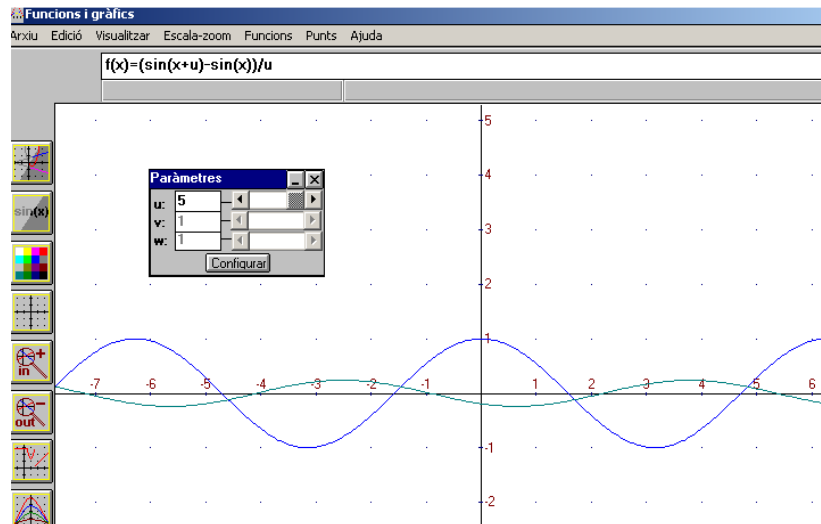 Funcions i gràfics
Arxiu Edició Visualitzar Escala-zoom Funcions Punts Ajuda
f(x)=(sin(x+u)-sin(x))/u
5
4
3
2
1
-1
-2
-7 -6 -5 -4 -3 -2 -1 1 2 3 4 5 6
Paràmetres
u: 5
v: 1
w: 1
Configurar
sin(x)
in
out